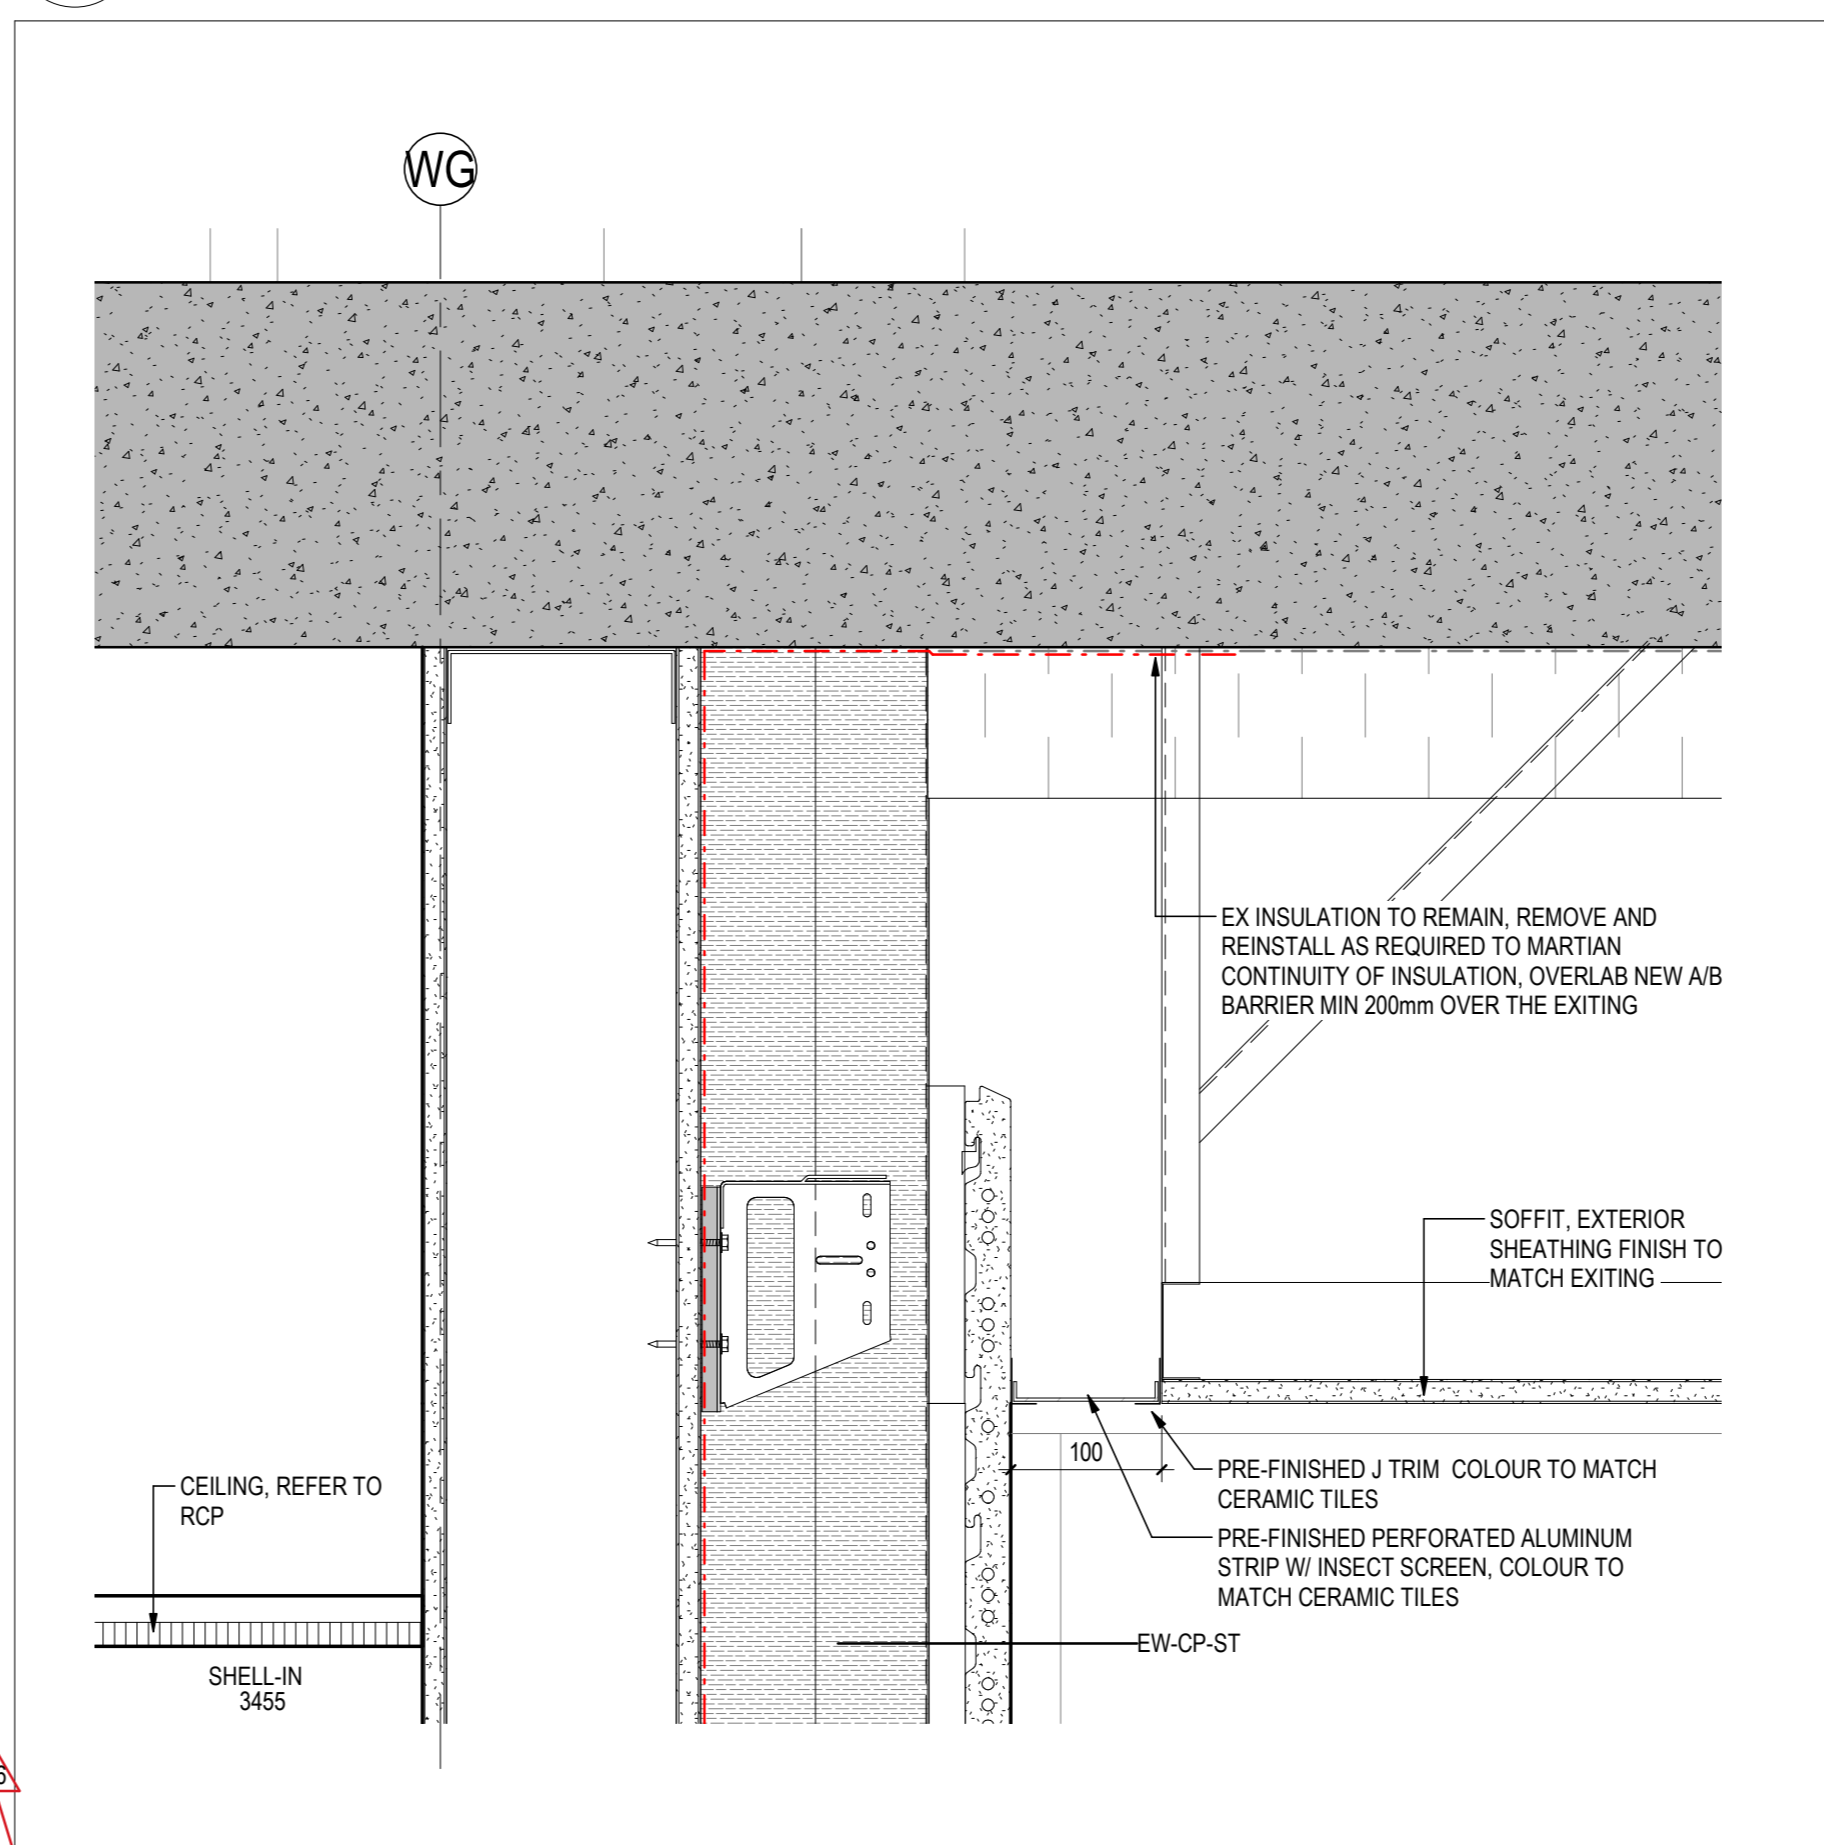 WG
EX INSULATION TO REMAIN, REMOVE AND
REINSTALL AS REQUIRED TO MARTIAN
CONTINUITY OF INSULATION, OVERLAB NEW A/B
BARRIER MIN 200mm OVER THE EXITING
SOFFIT, EXTERIOR
SHEATHING FINISH TO
MATCH EXITING
100
PRE-FINISHED J TRIM COLOUR TO MATCH
CERAMIC TILES
PRE-FINISHED PERFORATED ALUMINUM
STRIP W/ INSECT SCREEN, COLOUR TO
MATCH CERAMIC TILES
EW-CP-ST
CEILING, REFER TO
RCP
SHELL-IN
3455